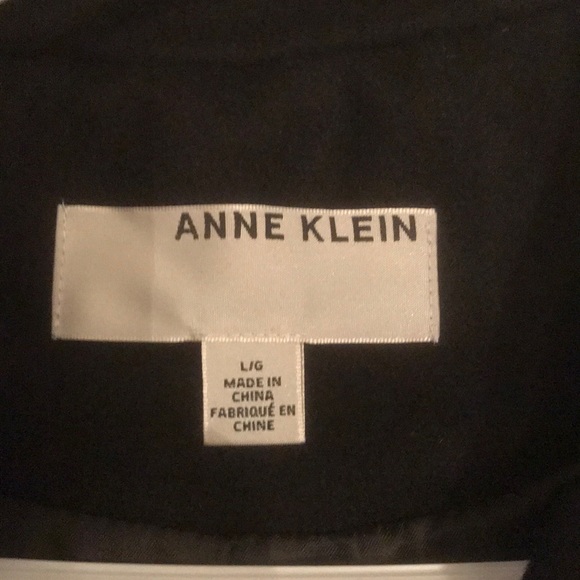 ANNE KLEIN
L/G
MADE IN
CHINA
FABRIQUÉ EN
CHINE